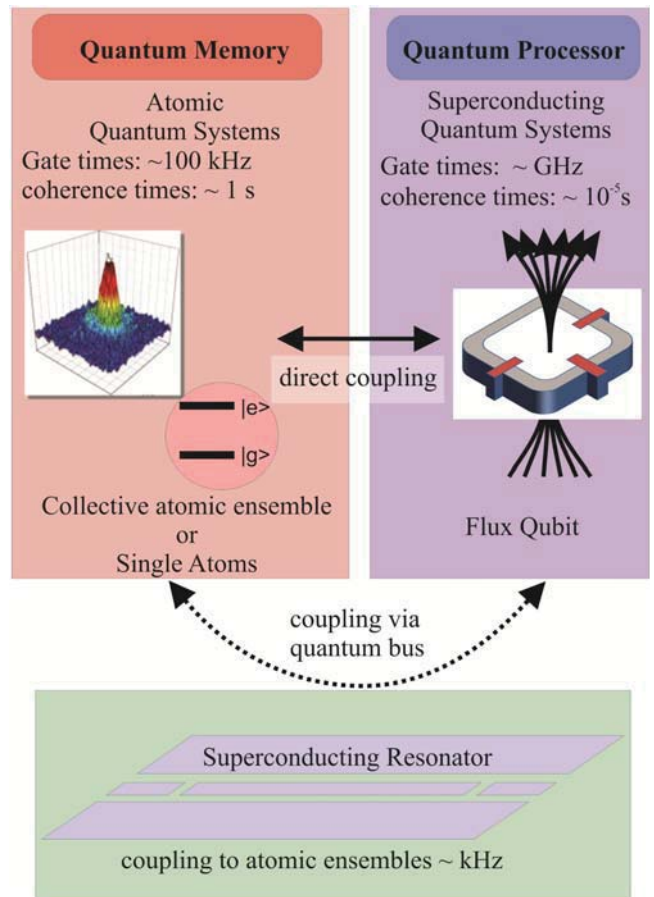 Quantum Memory
Atomic
Quantum Systems
Gate times: ~100 kHz
coherence times: ~ 1 s
|e>
|g>
Collective atomic ensemble
or
Single Atoms
Quantum Processor
Superconducting
Quantum Systems
Gate times: ~ GHz
coherence times: ~ 10⁻⁵s
direct coupling
Flux Qubit
coupling via
quantum bus
Superconducting Resonator
coupling to atomic ensembles ~ kHz